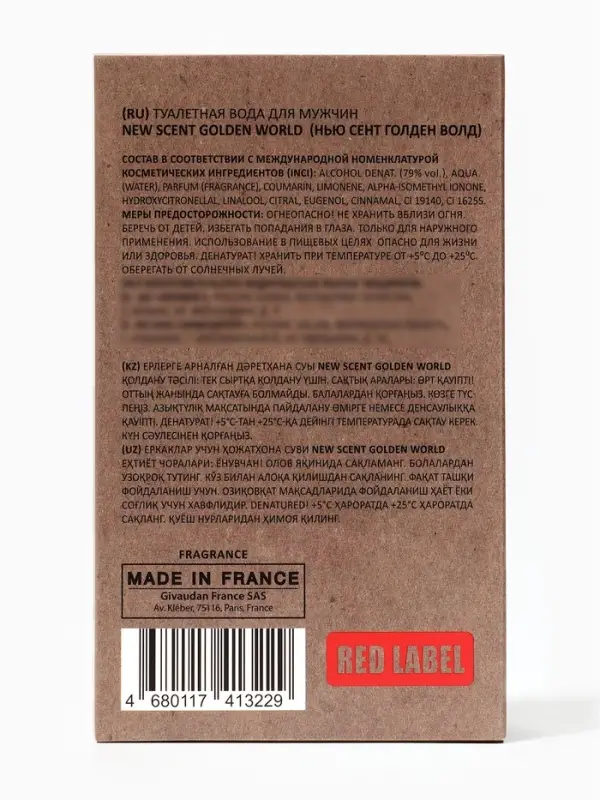 (RU) ТУАЛЕТНАЯ ВОДА ДЛЯ МУЖЧИН
NEW SCENT GOLDEN WORLD (НЬЮ СЕНТ ГОЛДЕН ВОЛД)
СОСТАВ В СООТВЕТСТВИИ С МЕЖДУНАРОДНОЙ НОМЕНКЛАТУРОЙ
КОСМЕТИЧЕСКИХ ИНГРЕДИЕНТОВ (INCI): ALCOHOL DENAT. (79% vol.), AQUA
(WATER), PARFUM (FRAGRANCE), COUMARIN, LIMONENE, ALPHA-ISOMETHYL IONONE,
HYDROXYCITRONELLAL, LINALOOL, CITRAL, EUGENOL, CINNAMAL, CI 19140, CI 16255.
МЕРЫ ПРЕДОСТОРОЖНОСТИ: ОГНЕОПАСНО! НЕ ХРАНИТЬ ВБЛИЗИ ОГНЯ.
БЕРЕЧЬ ОТ ДЕТЕЙ. ИЗБЕГАТЬ ПОПАДАНИЯ В ГЛАЗА. ТОЛЬКО ДЛЯ НАРУЖНОГО
ПРИМЕНЕНИЯ. ИСПОЛЬЗОВАНИЕ В ПИЩЕВЫХ ЦЕЛЯХ ОПАСНО ДЛЯ ЖИЗНИ
ИЛИ ЗДОРОВЬЯ. ДЕНАТУРАТ! ХРАНИТЬ ПРИ ТЕМПЕРАТУРЕ ОТ +5°C ДО +25°C.
ОБЕРЕГАТЬ ОТ СОЛНЕЧНЫХ ЛУЧЕЙ.
(KZ) ЕРЛЕРГЕ АРНАЛҒАН ДӘРЕТХАНА СУЫ NEW SCENT GOLDEN WORLD
ҚОЛДАНУ ТӘСІЛІ: ТЕК СЫРТҚА ҚОЛДАНУ ҮШІН. САҚТЫҚ АРАЛАРЫ: ӨРТ ҚАУІПТІ!
ОТТЫҢ ЖАНЫНДА САҚТАУҒА БОЛМАЙДЫ. БАЛАЛАРДАН ҚОРҒАҢЫЗ. КӨЗГЕ ТҮС
ПЕҢІЗ. АЗЫҚТҮЛІК МАҚСАТЫНДА ПАЙДАЛАНУ ӨМІРГЕ НЕМЕСЕ ДЕНСАУЛЫҚҚА
ҚАУІПТІ. ДЕНАТУРАТ! +5°C-ТАН +25°C-ҚА ДЕЙІНГІ ТЕМПЕРАТУРАДА САҚТАУ КЕРЕК.
КҮН СӘУЛЕСІНЕН ҚОРҒАҢЫЗ.
(UZ) ЕРКАКЛАР УЧУН ҲОЖАТХОНА СУВИ NEW SCENT GOLDEN WORLD
ЕҲТИЁТ ЧОРАЛАРИ: ЁНУВЧАН! ОЛОВ ЯҚИНИДА САҚЛАМАНГ. БОЛАЛАРДАН
УЗОҚРОҚ ТУТИНГ. КЎЗ БИЛАН АЛОҚА ҚИЛИШДАН САҚЛАНИНГ. ФАҚАТ ТАШҚИ
ФОЙДАЛАНИШ УЧУН. ОЗИҚОВҚАТ МАҚСАДЛАРИДА ФОЙДАЛАНИШ ҲАЁТ ЁКИ
СОҒЛИҚ УЧУН ХАВФЛИДИР. DENATURED! +5°C ҲАРОРАТДА +25°C ҲАРОРАТДА
САҚЛАНГ. ҚУЁШ НУРЛАРИДАН ҲИМОЯ ҚИЛИНГ.
FRAGRANCE
MADE IN FRANCE
Givaudan France SAS
Av. Kléber, 75116, Paris, France
RED LABEL
4 680117 413229